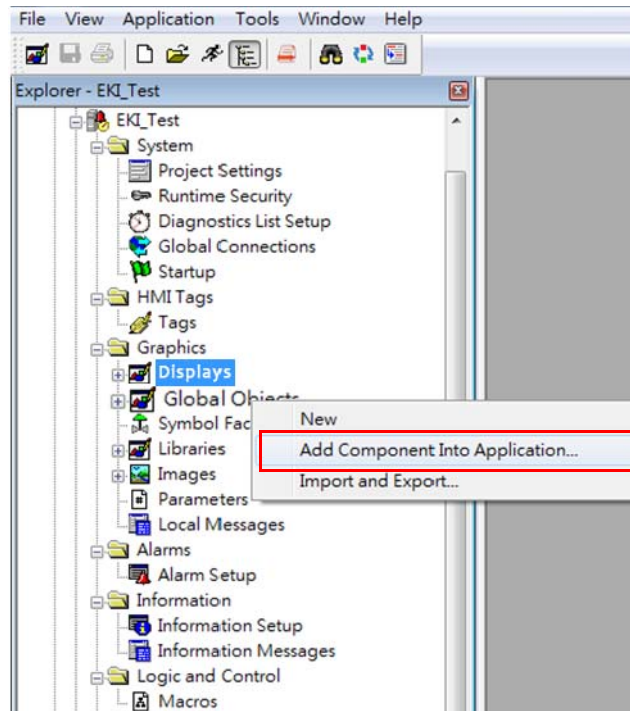 File View Application Tools Window Help
Explorer - EKI_Test
EKI_Test
System
Project Settings
Runtime Security
Diagnostics List Setup
Global Connections
Startup
HMI Tags
Tags
Graphics
Displays
Global Objects
Symbol Fac
New
Add Component Into Application...
Import and Export...
Libraries
Images
Parameters
Local Messages
Alarms
Alarm Setup
Information
Information Setup
Information Messages
Logic and Control
Macros